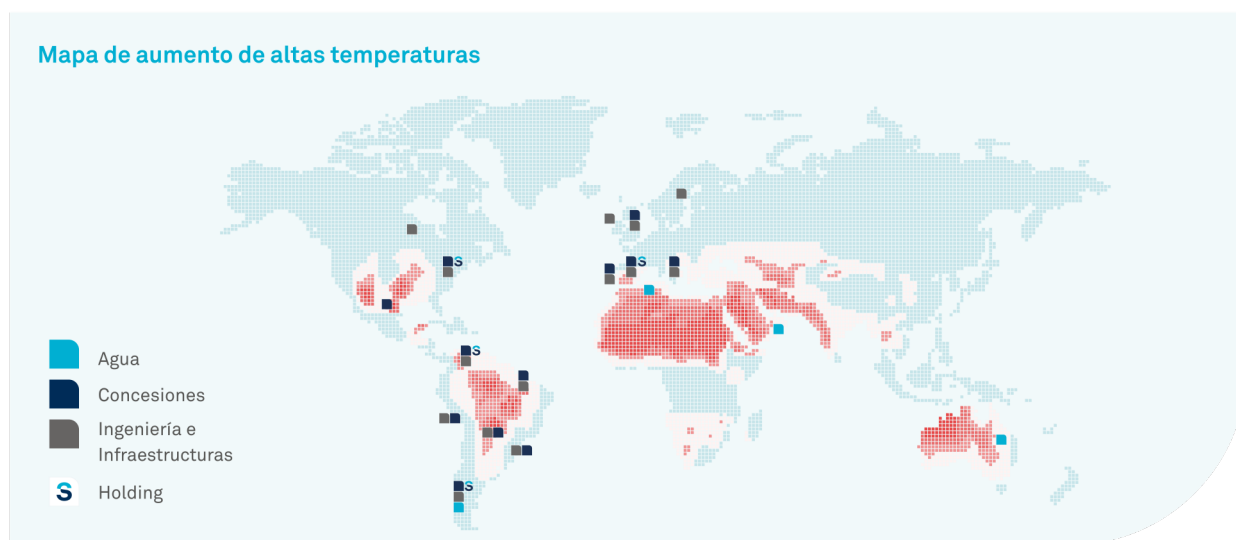 Mapa de aumento de altas temperaturas
S
S
S
S
Agua
Concesiones
Ingeniería e
Infraestructuras
S Holding